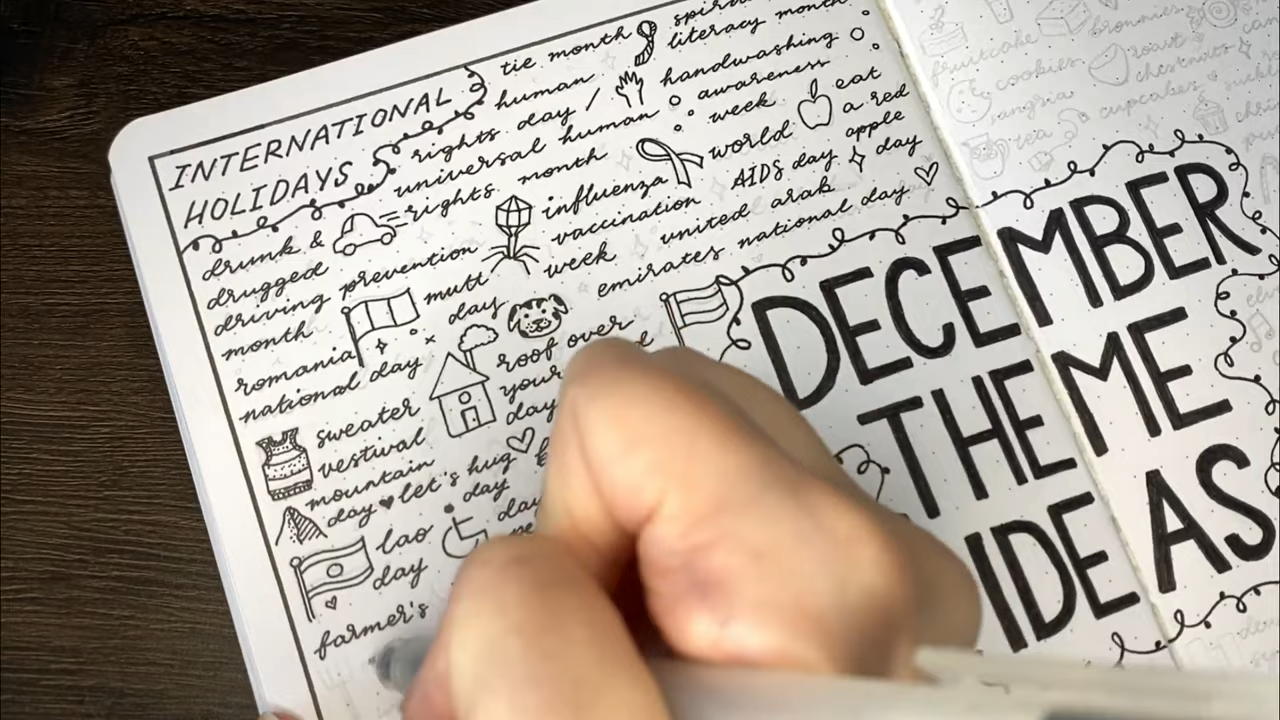 INTERNATIONAL
HOLIDAYS
tie month
literacy month
human
rights day /
handwashing
awareness
week
universal human
rights month
eat
a red
apple
day
world
AIDS day
influenza
vaccination
week
united arab
emirates national day
drunk &
drugged
driving prevention
month
mutt
day
romania
national day
roof over
your
day
sweater
vestival
mountain
day
let's hug
day
lao
day
day
farmer's
DECEMBER
THEME
IDEAS
fruitcake
brownies
cookies
roast
chestnuts
sangria
cupcakes
tea